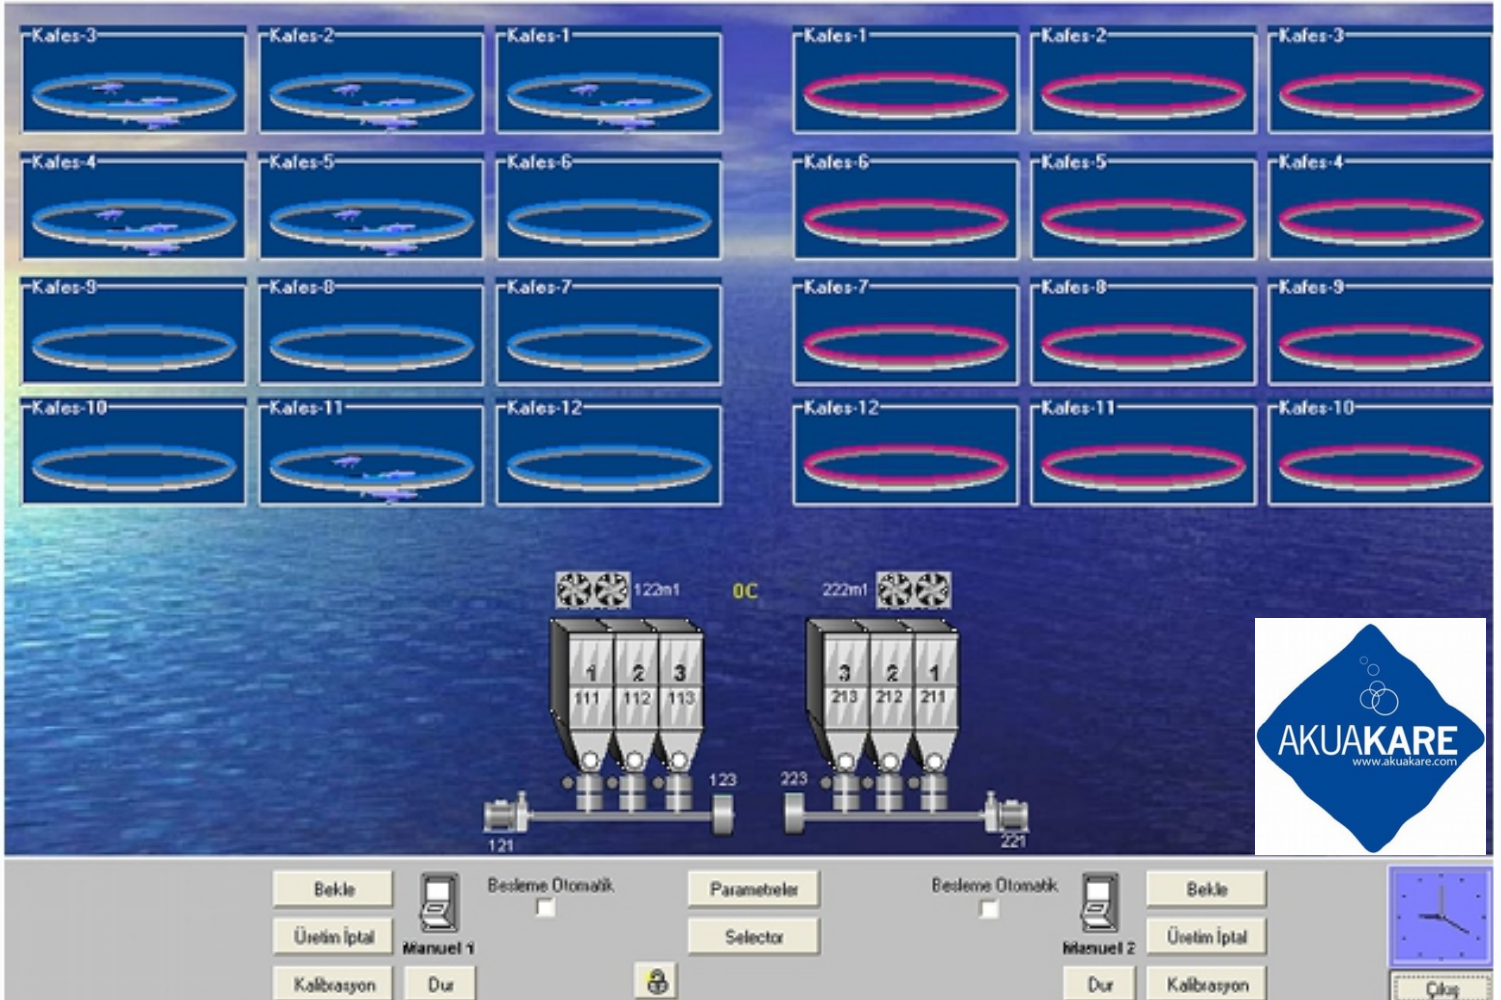 Kafes-3 Kafes-2 Kafes-1 Kafes-1 Kafes-2 Kafes-3
Kafes-4 Kafes-5 Kafes-6 Kafes-6 Kafes-5 Kafes-4
Kafes-9 Kafes-8 Kafes-7 Kafes-7 Kafes-8 Kafes-9
Kafes-10 Kafes-11 Kafes-12 Kafes-12 Kafes-11 Kafes-10
122m1 0C 222m1
1 2 3 3 2 1
111 112 113 213 212 211
AKUAKARE
www.akuakare.com
123 223
121 221
Bekle Besleme Otomatik Parametreler Besleme Otomatik Bekle
Üretim İptal Manuel 1 Selector Manuel 2 Üretim İptal
Kalibrasyon Dur Dur Kalibrasyon Çıkış